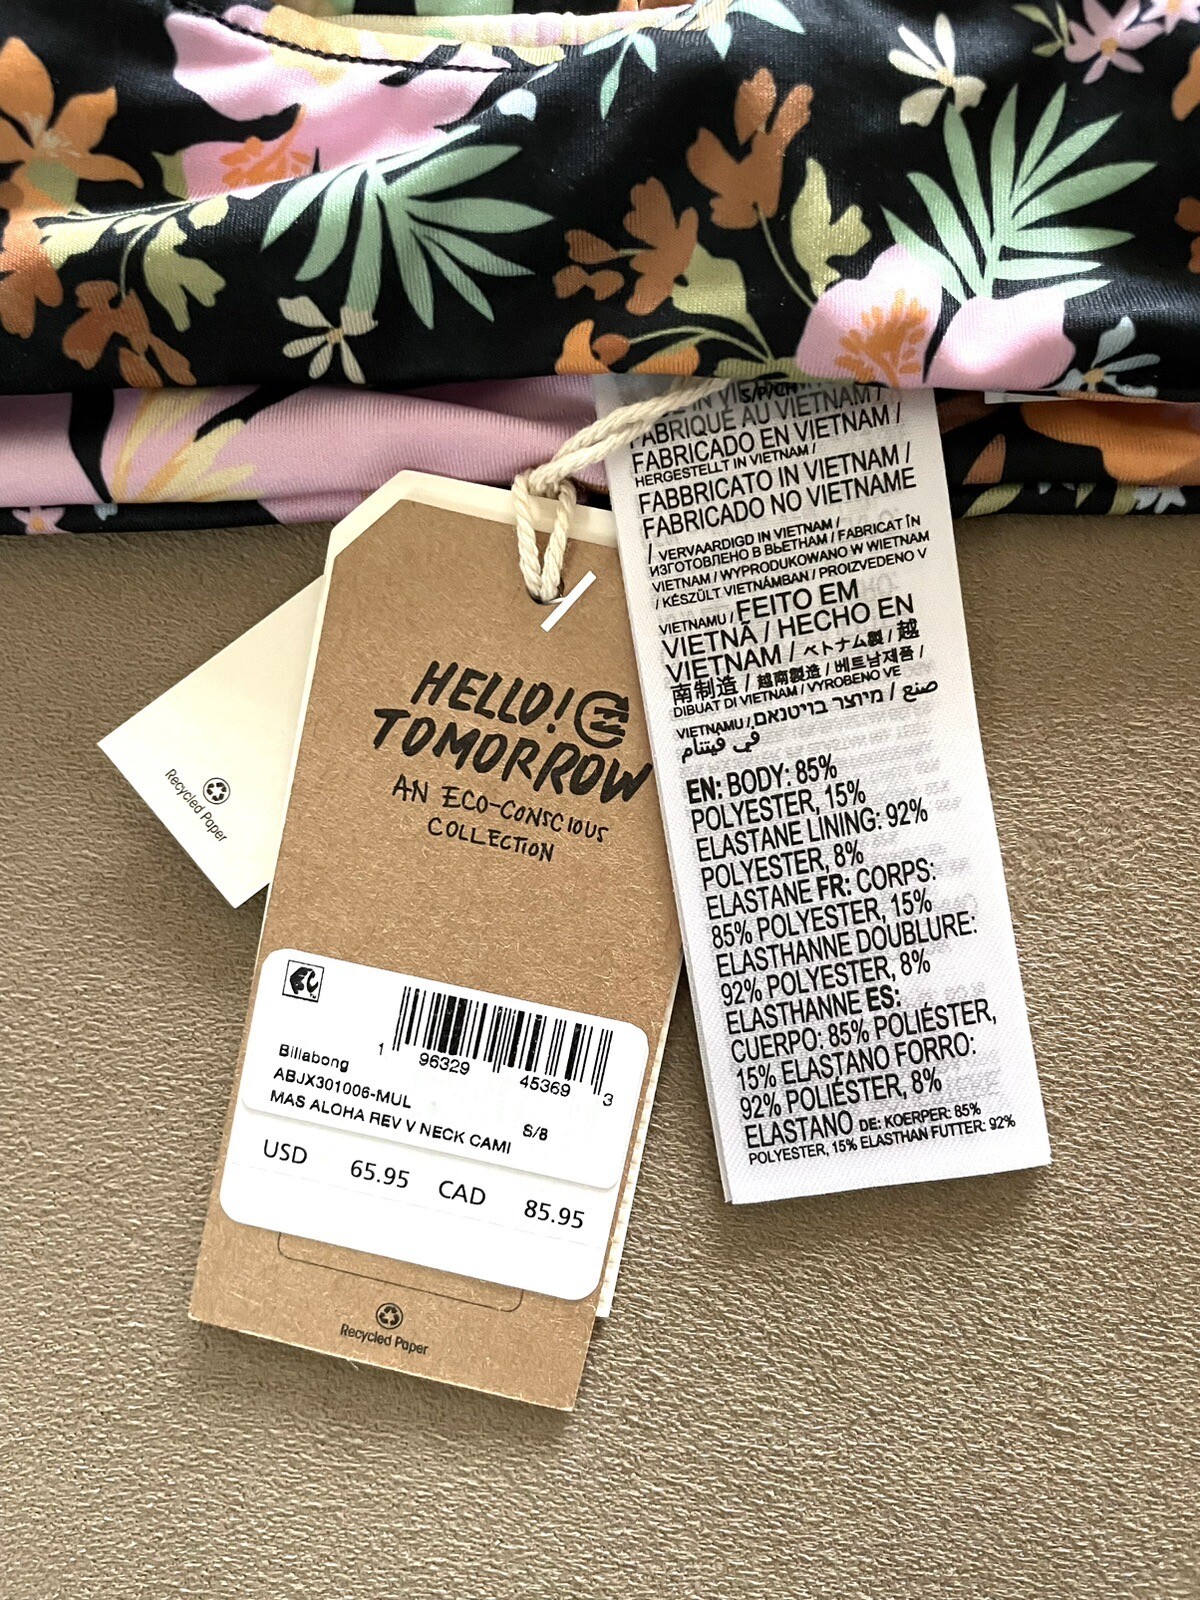 S/P/CH
FABRIQUÉ AU VIETNAM /
FABRICADO EN VIETNAM /
HERGESTELLT IN VIETNAM /
FABBRICATO IN VIETNAM /
FABRICADO NO VIETNAME
/ VERVAARDIGD IN VIETNAM /
ИЗГОТОВЛЕНО В ВЬЕТНАМ / FABRICAT ÎN
VIETNAM / WYPRODUKOWANO W WIETNAM
/ KÉSZÜLT VIETNÁMBAN / PROIZVEDENO V
VIETNAMU / FEITO EM
VIETNÃ / HECHO EN
VIETNAM / ベトナム製 / 越
南制造 / 越南製造 / 베트남제품 /
DIBUAT DI VIETNAM / VYROBENO VE
VIETNAMU / מיוצר בויטנאם / صنع
في فيتنام
EN: BODY: 85%
POLYESTER, 15%
ELASTANE LINING: 92%
POLYESTER, 8%
ELASTANE FR: CORPS:
85% POLYESTER, 15%
ELASTHANNE DOUBLURE:
92% POLYESTER, 8%
ELASTHANNE ES:
CUERPO: 85% POLIÉSTER,
15% ELASTANO FORRO:
92% POLIÉSTER, 8%
ELASTANO DE: KOERPER: 85%
POLYESTER, 15% ELASTHAN FUTTER: 92%
HELLO!
TOMORROW
AN ECO-CONSCIOUS
COLLECTION
Recycled Paper
1 96329 45369 3
Billabong
ABJX301006-MUL
S/8
MAS ALOHA REV V NECK CAMI
USD 65.95 CAD 85.95
Recycled Paper